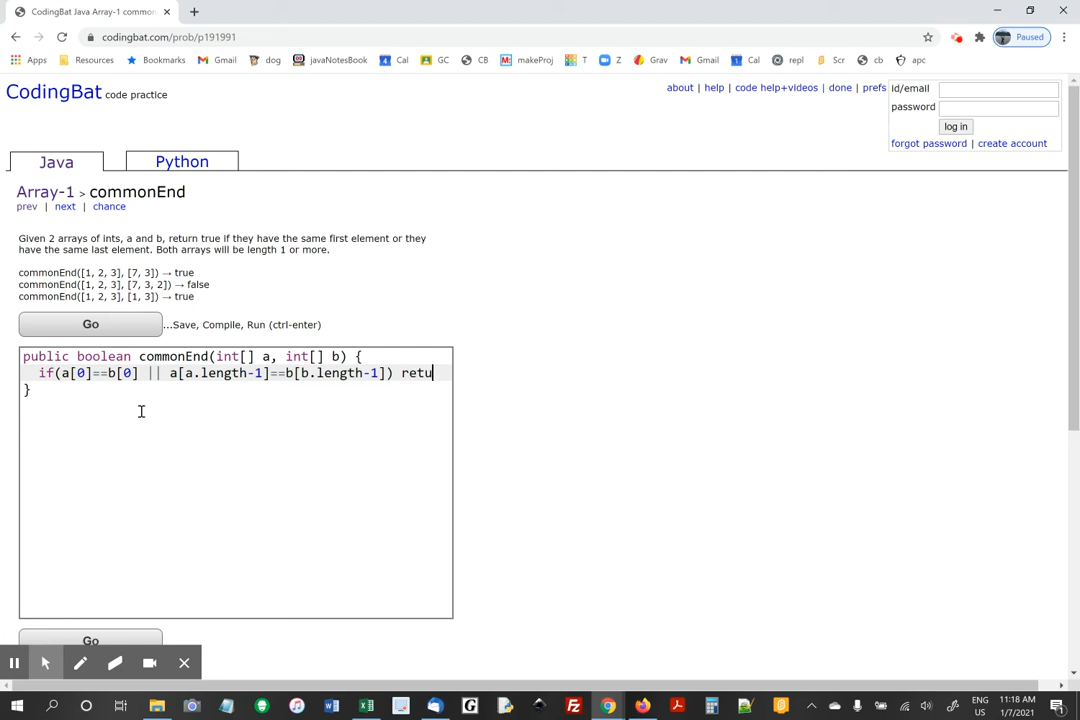 CodingBat Java Array-1 common
codingbat.com/prob/p191991
Paused
Apps Resources Bookmarks Gmail dog javaNotesBook Cal GC CB makeProj T Z Grav Gmail Cal repl Scr cb apc
CodingBat code practice
about | help | code help+videos | done | prefs
id/email
password
log in
forgot password | create account
Java Python
Array-1 > commonEnd
prev | next | chance
Given 2 arrays of ints, a and b, return true if they have the same first element or they
have the same last element. Both arrays will be length 1 or more.
commonEnd([1, 2, 3], [7, 3]) → true
commonEnd([1, 2, 3], [7, 3, 2]) → false
commonEnd([1, 2, 3], [1, 3]) → true
Go ...Save, Compile, Run (ctrl-enter)
public boolean commonEnd(int[] a, int[] b) {
if(a[0]==b[0] || a[a.length-1]==b[b.length-1]) retu
}
Go
ENG
US
11:18 AM
1/7/2021